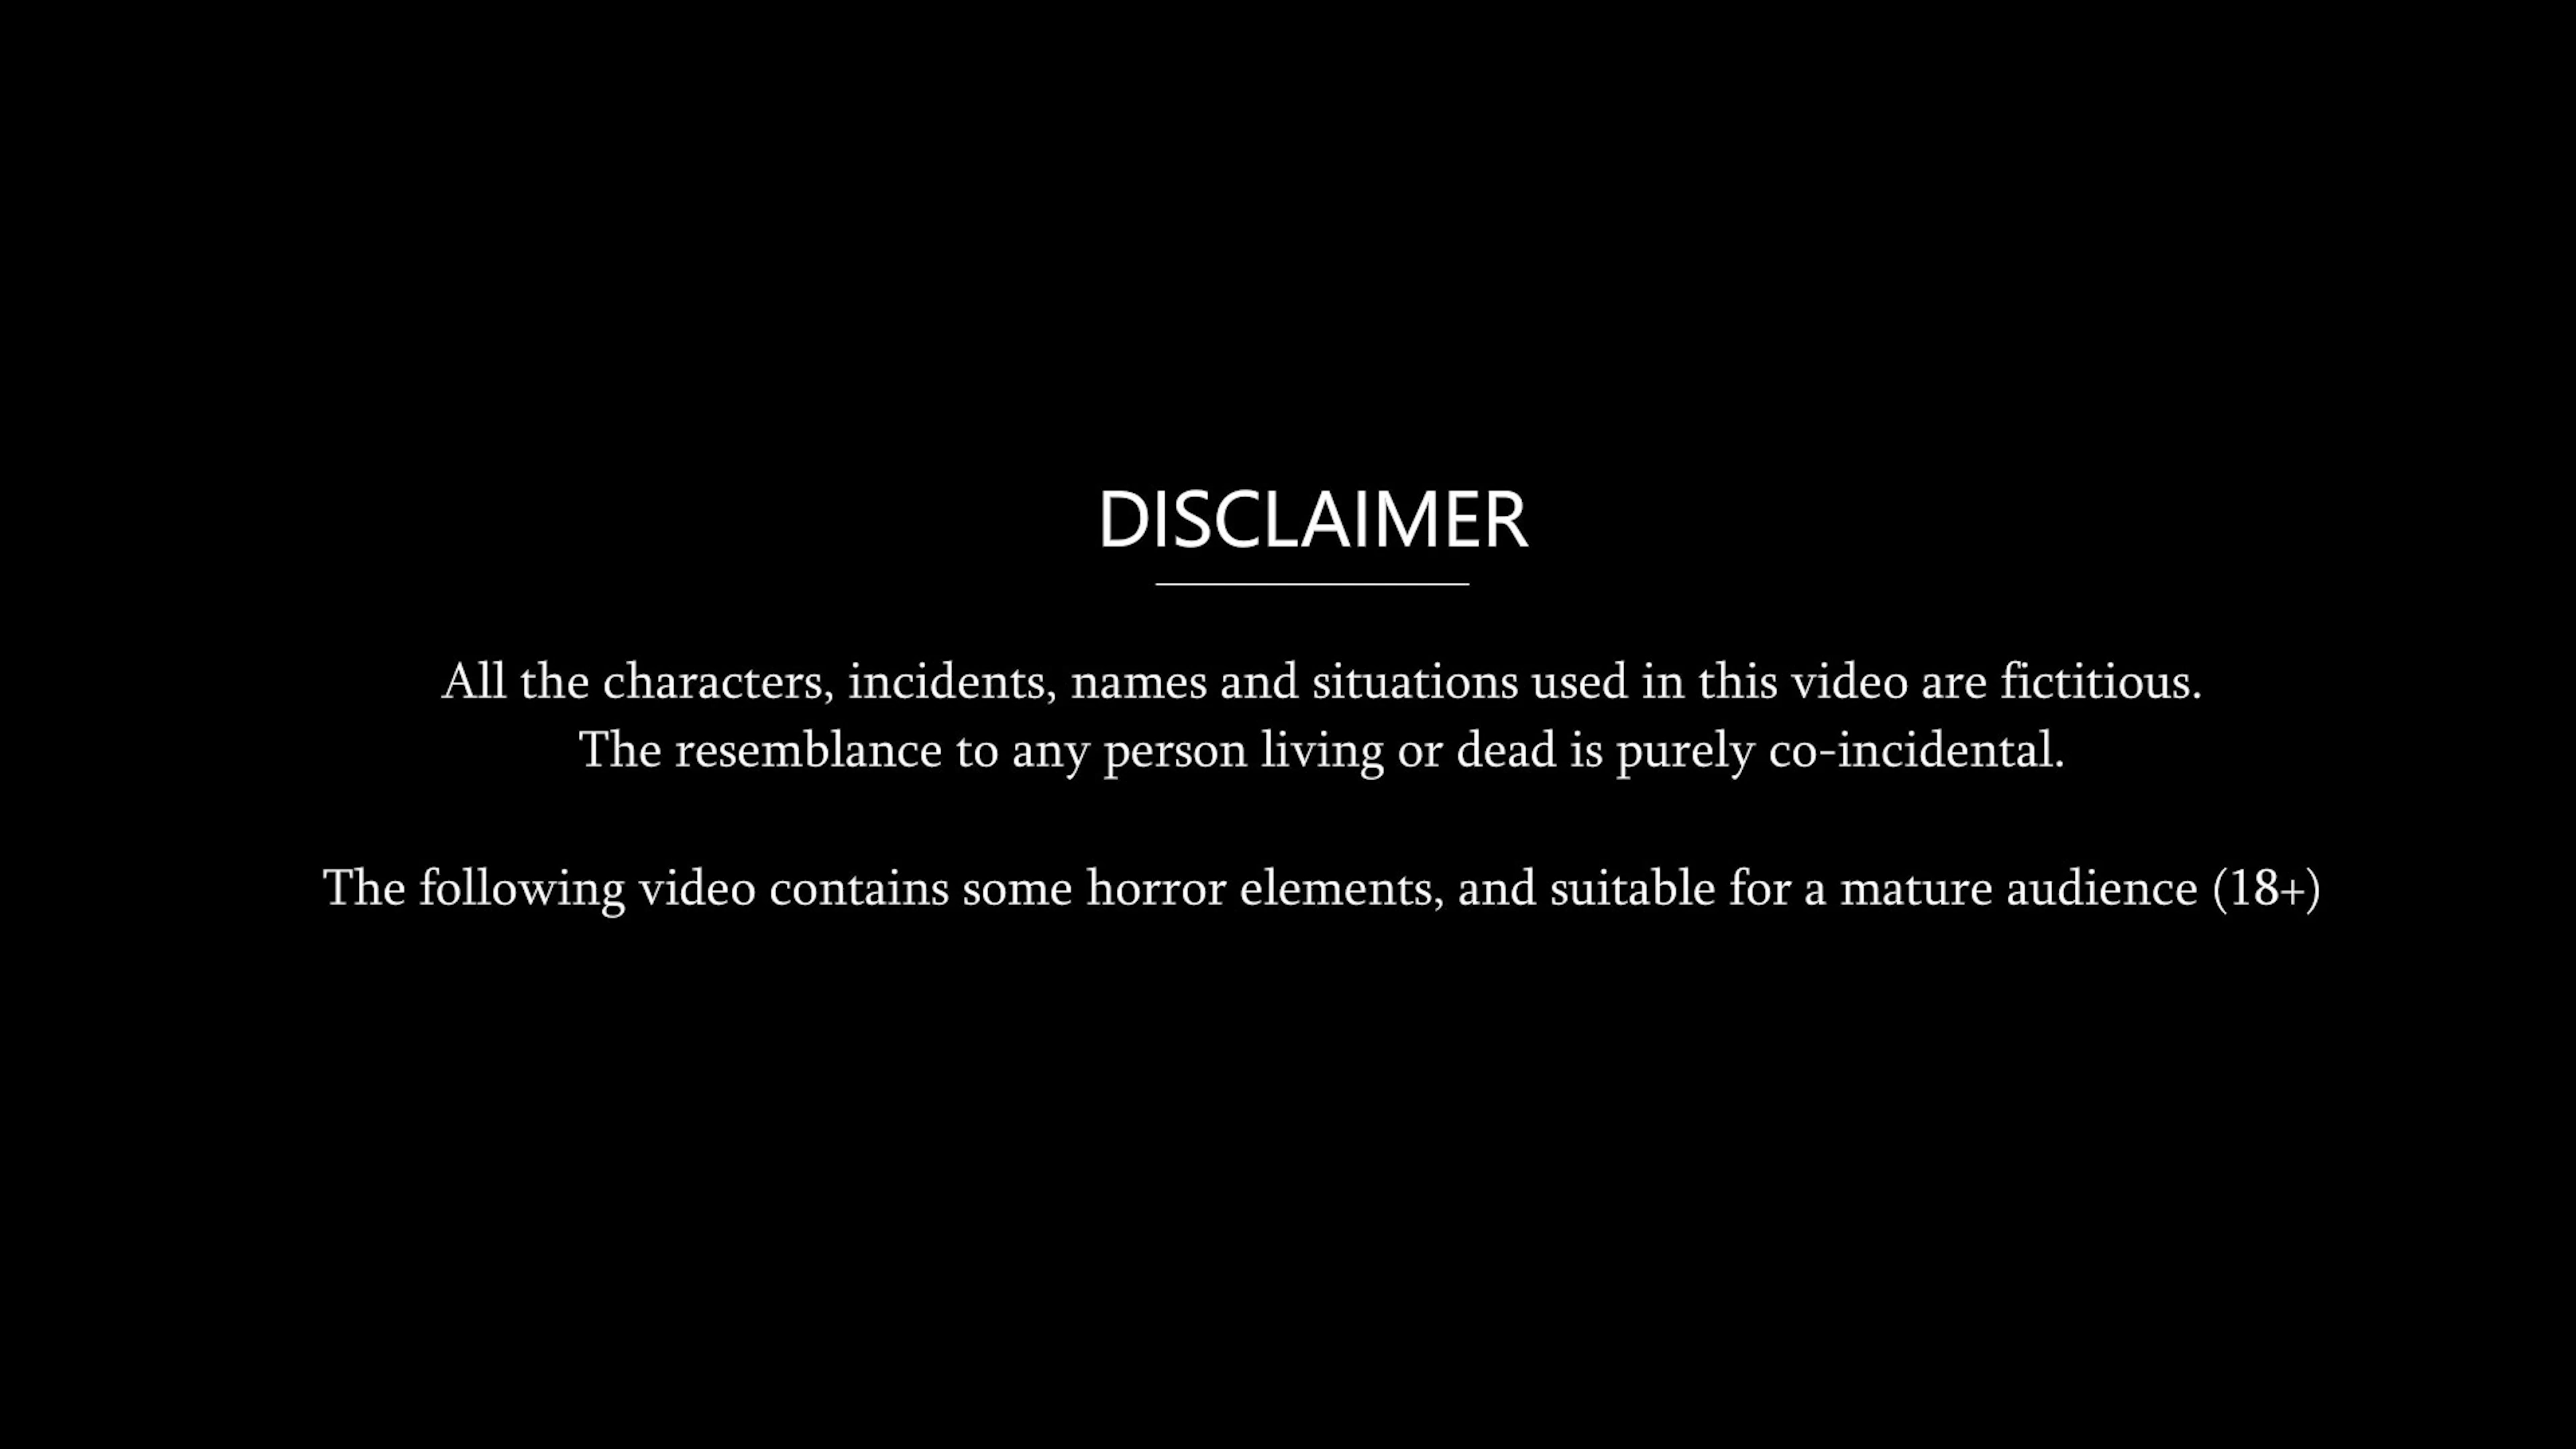 DISCLAIMER
All the characters, incidents, names and situations used in this video are fictitious.
The resemblance to any person living or dead is purely co-incidental.
The following video contains some horror elements, and suitable for a mature audience (18+)